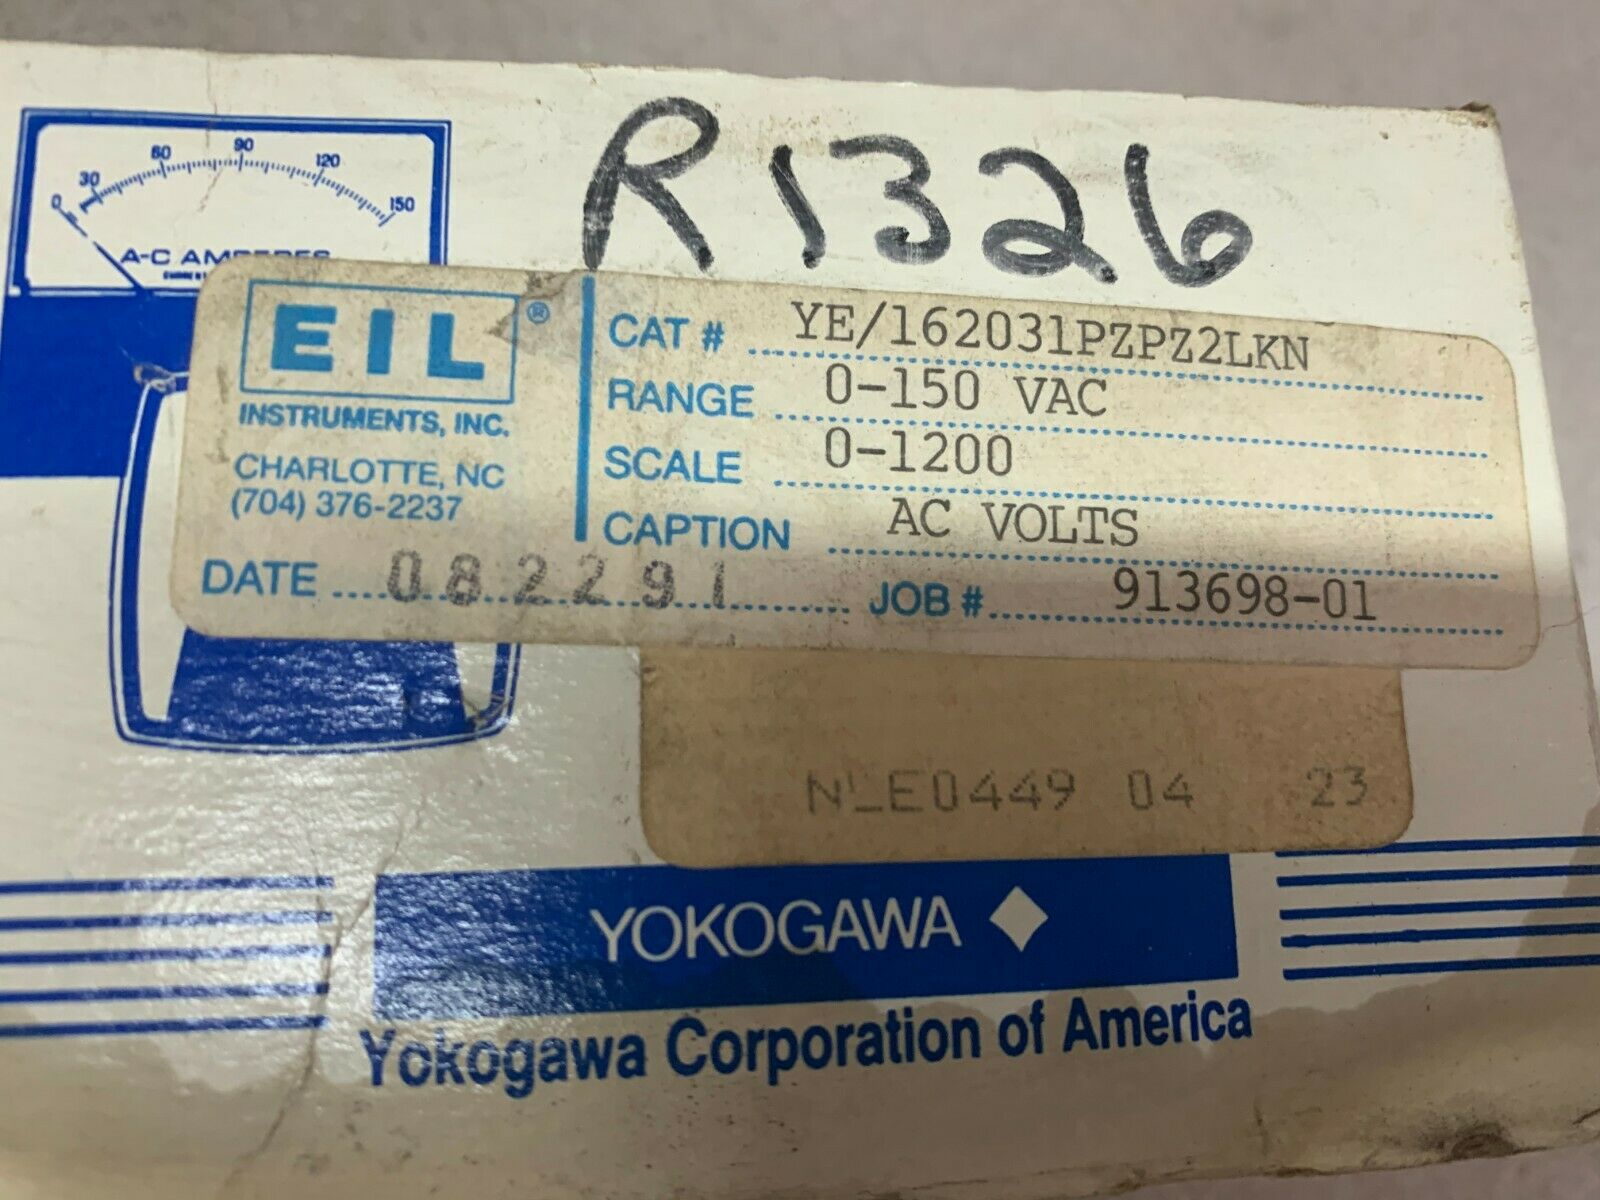 R1326
0 30 60 90 120 150
A-C AMPERES
EIL ®
INSTRUMENTS, INC.
CHARLOTTE, NC
(704) 376-2237
CAT # YE/162031PZPZ2LKN
RANGE 0-150 VAC
SCALE 0-1200
CAPTION AC VOLTS
DATE 082291 JOB # 913698-01
E0449 04 23
YOKOGAWA
Yokogawa Corporation of America